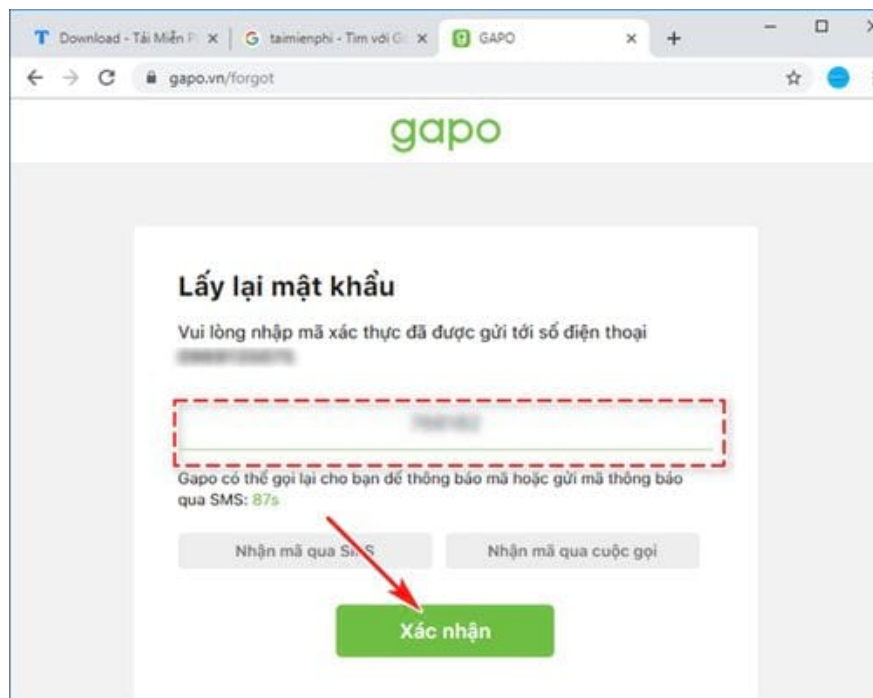 Download - Tải Miễn P
taimienphi - Tìm với G
GAPO
gapo.vn/forgot
gapo
Lấy lại mật khẩu
Vui lòng nhập mã xác thực đã được gửi tới số điện thoại
Gapo có thể gọi lại cho bạn để thông báo mã hoặc gửi mã thông báo
qua SMS: 87s
Nhận mã qua SMS
Nhận mã qua cuộc gọi
Xác nhận